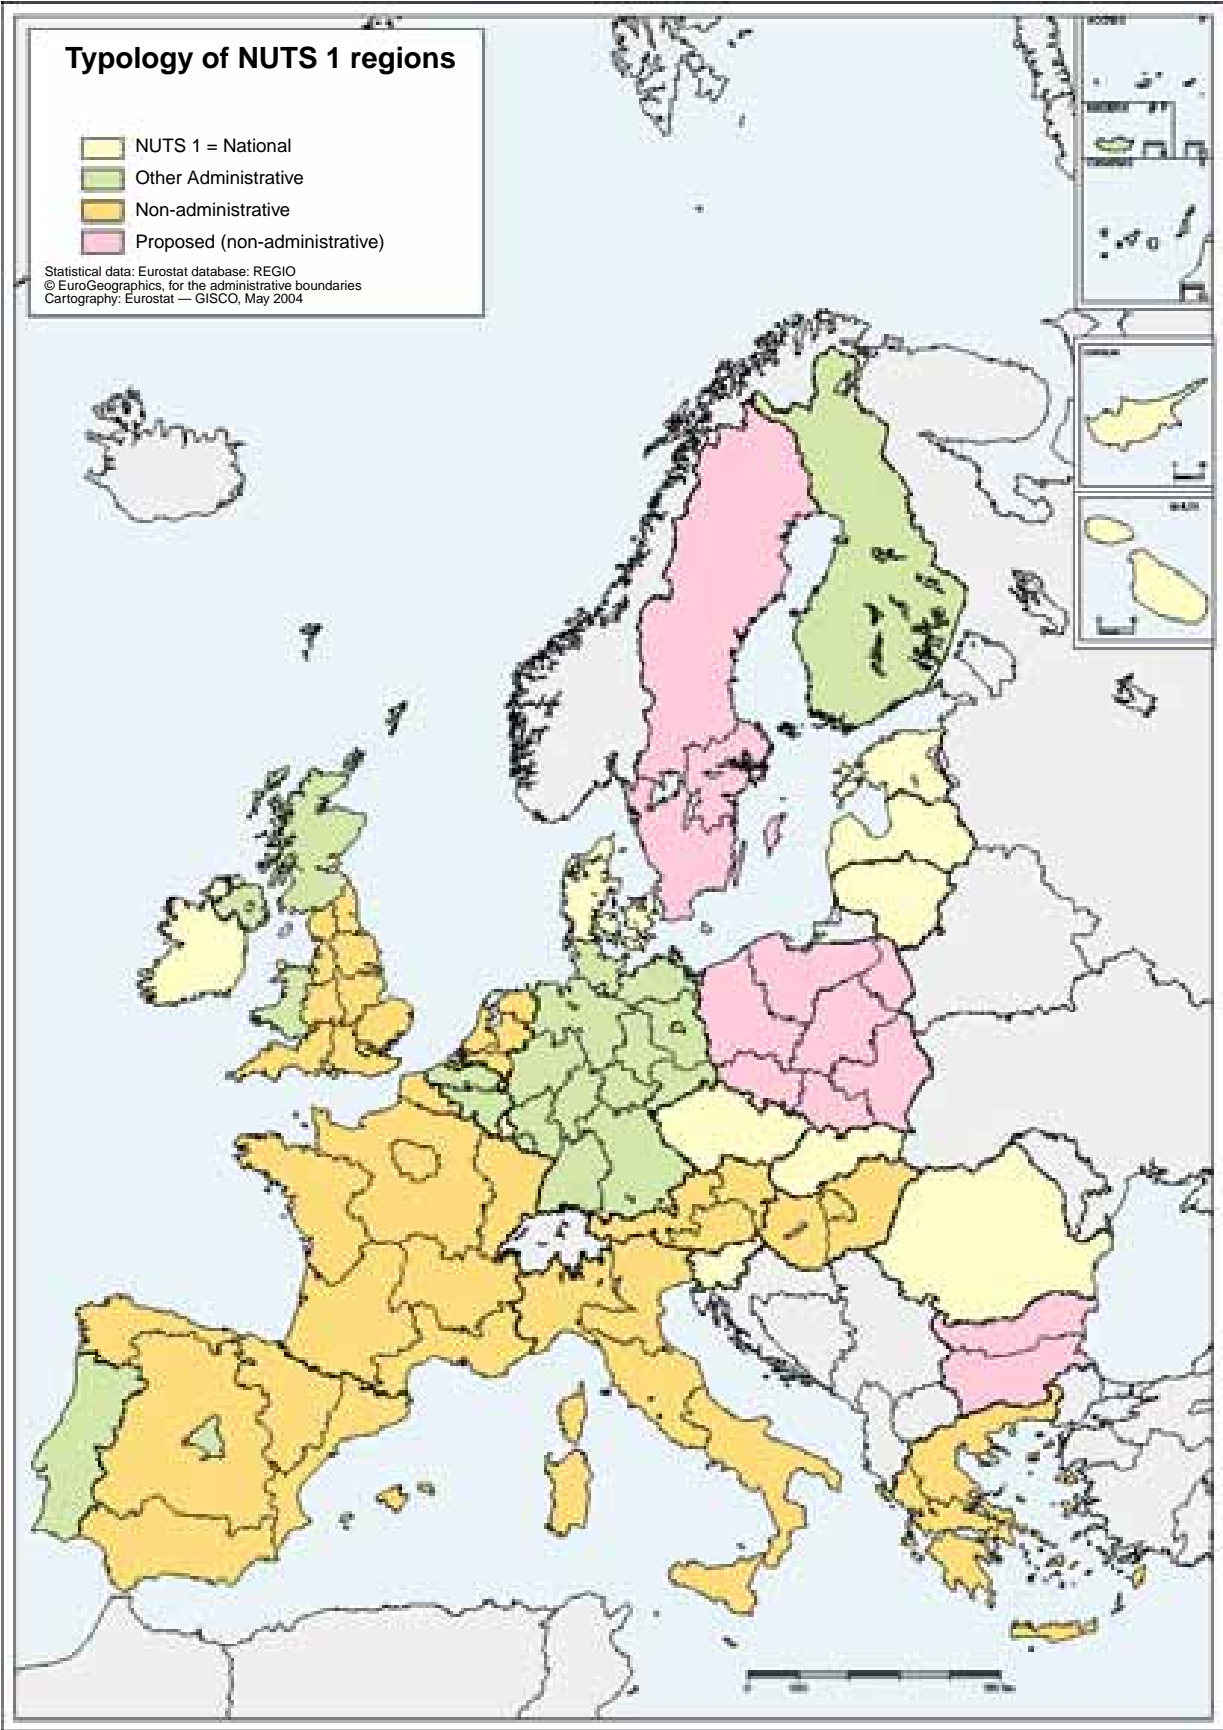 Typology of NUTS 1 regions
NUTS 1 = National
Other Administrative
Non-administrative
Proposed (non-administrative)
Statistical data: Eurostat database: REGIO
© EuroGeographics, for the administrative boundaries
Cartography: Eurostat — GISCO, May 2004